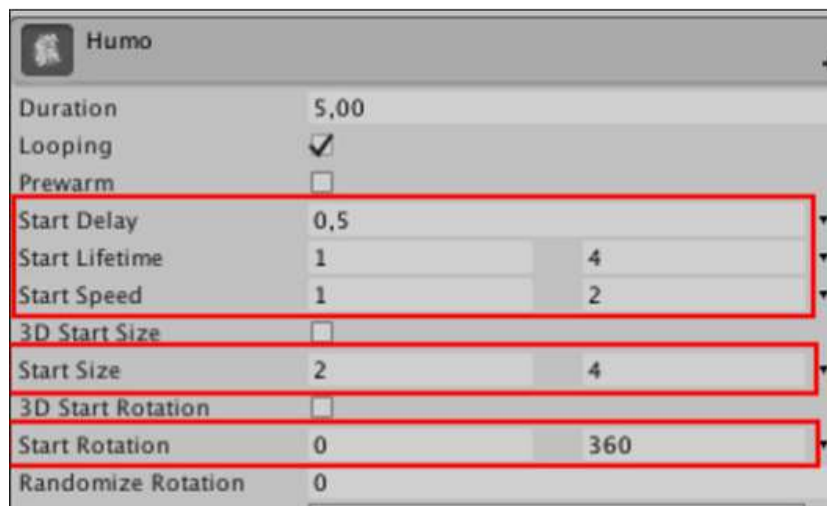 Humo
Duration 5,00
Looping
Prewarm
Start Delay 0,5
Start Lifetime 1 4
Start Speed 1 2
3D Start Size
Start Size 2 4
3D Start Rotation
Start Rotation 0 360
Randomize Rotation 0